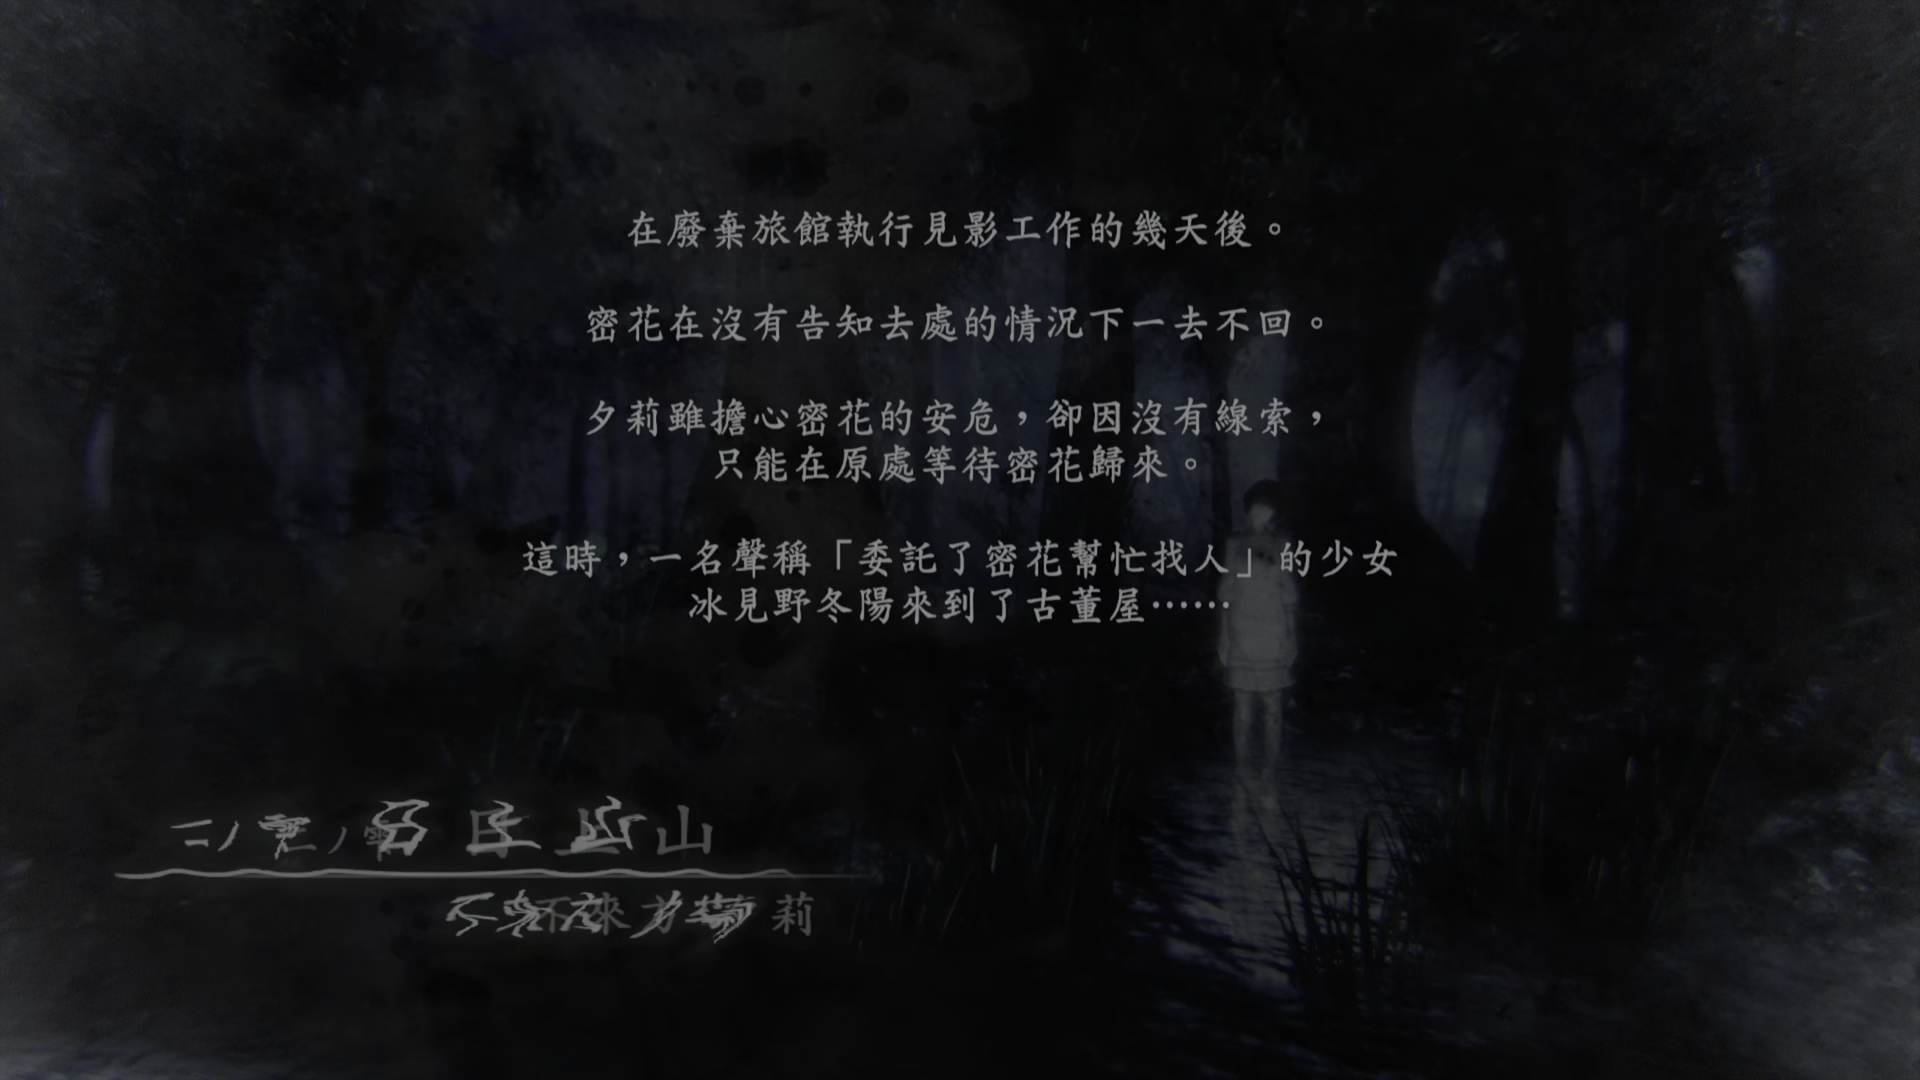 在廢棄旅館執行見影工作的幾天後。
密花在沒有告知去處的情況下一去不回。
夕莉雖擔心密花的安危，卻因沒有線索，
只能在原處等待密花歸來。
這時，一名聲稱「委託了密花幫忙找人」的少女
冰見野冬陽來到了古董屋⋯⋯
山
來
莉